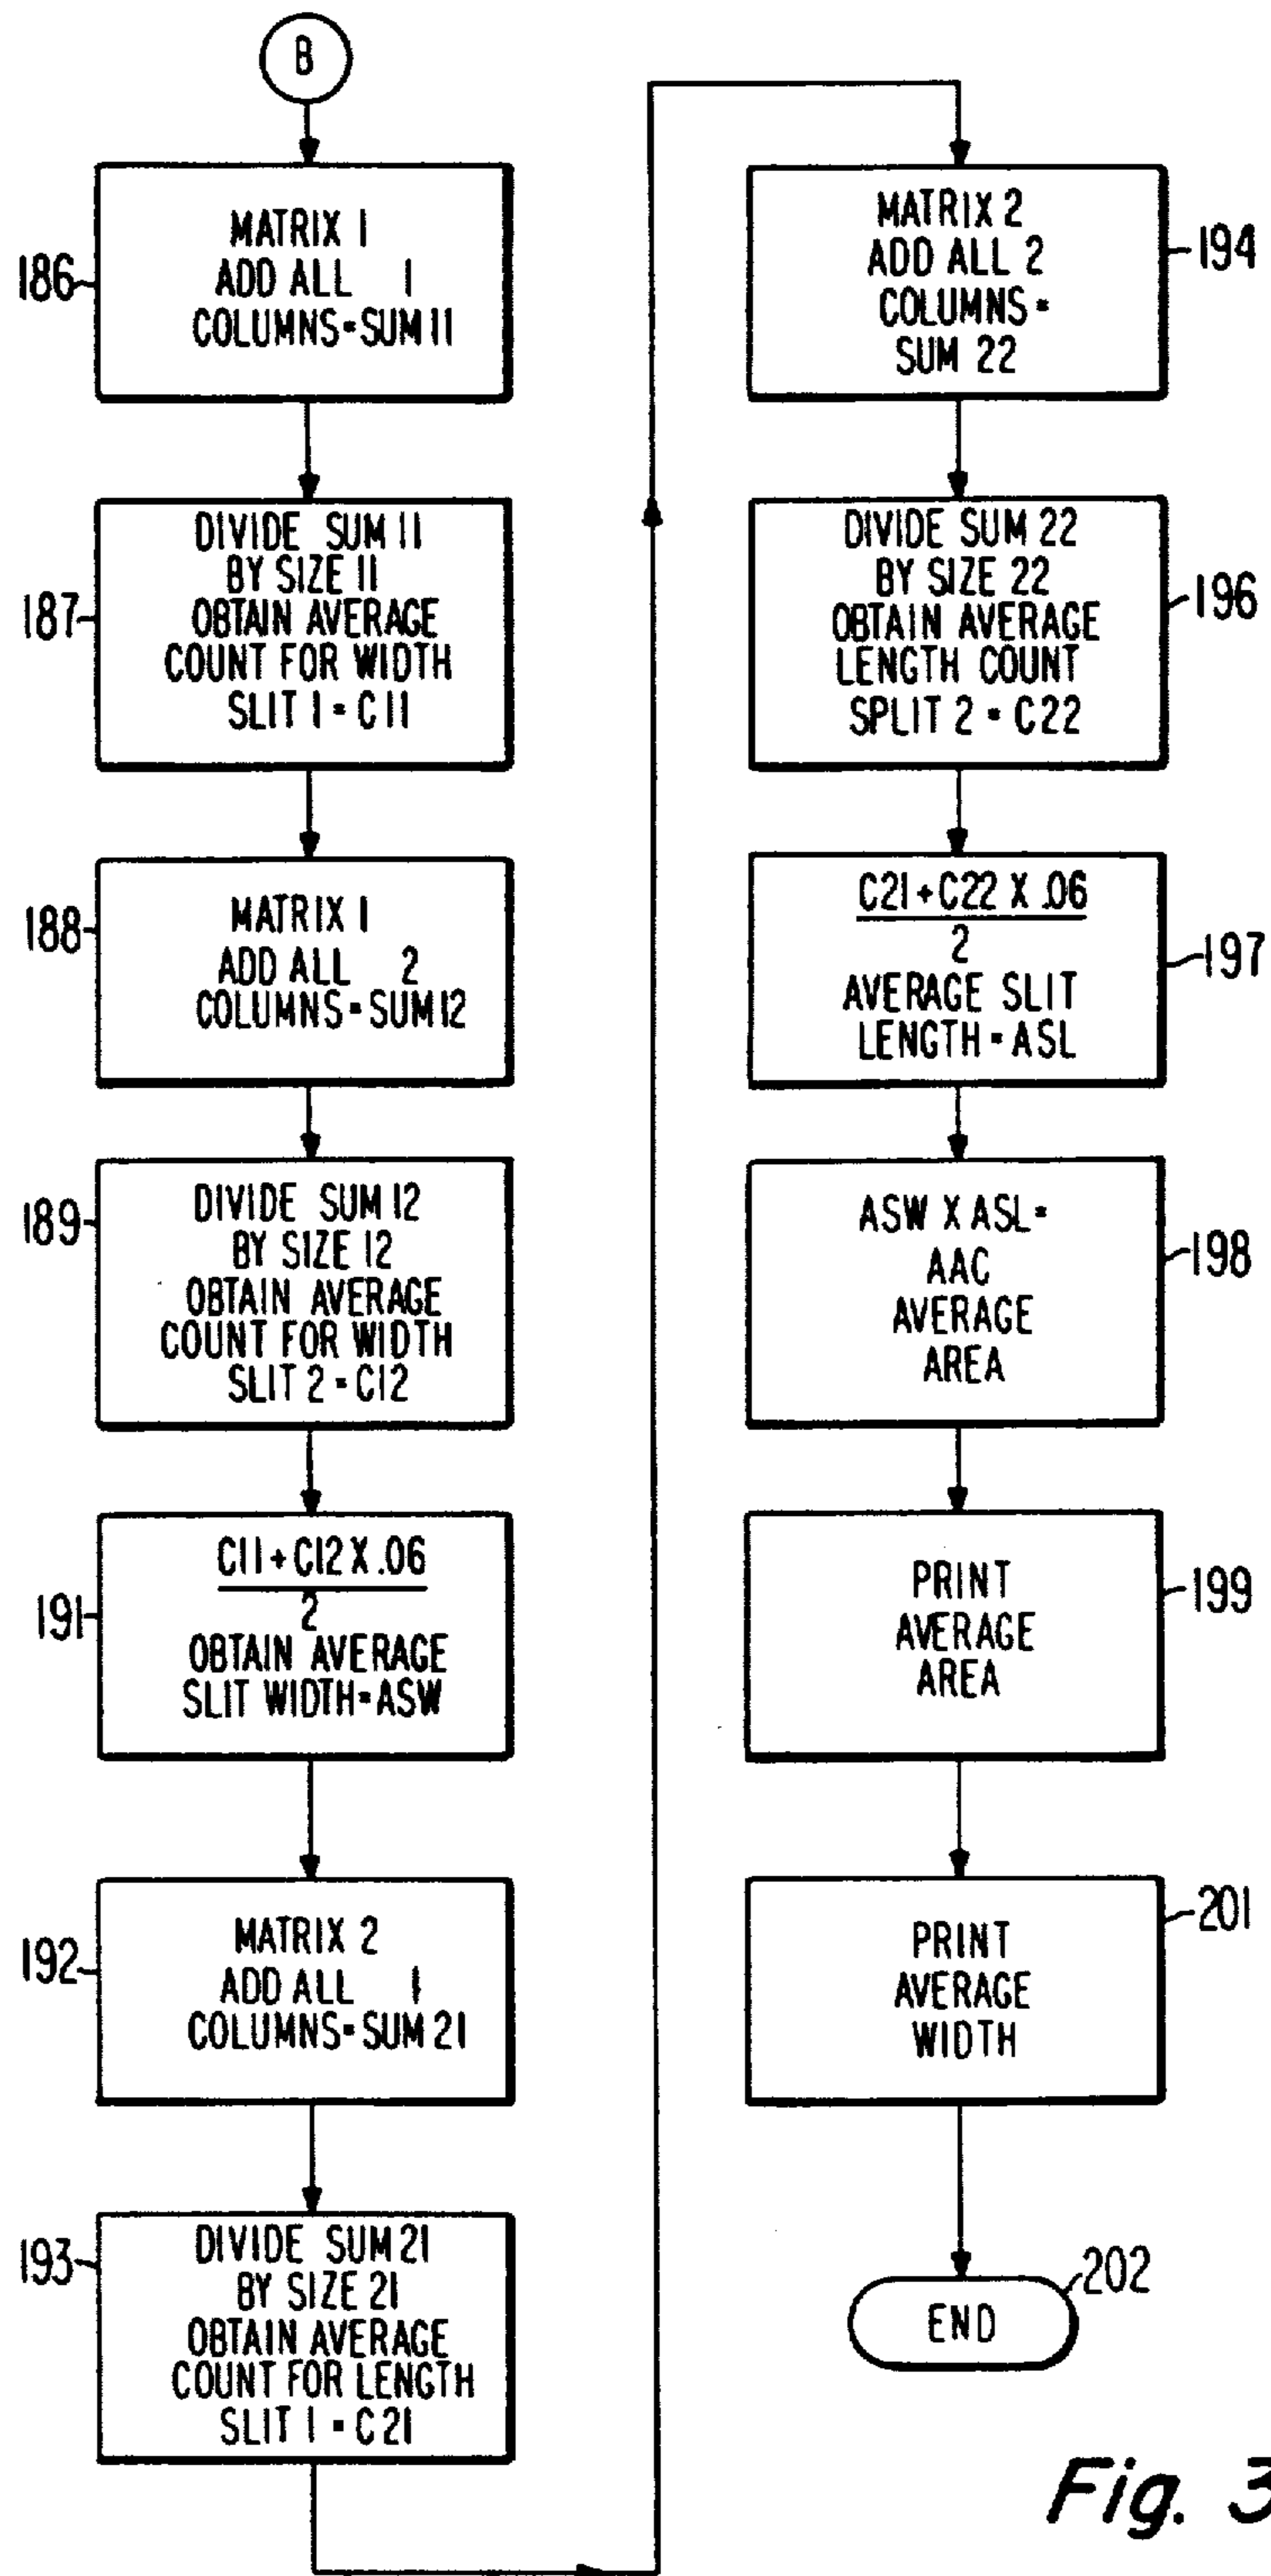 B
186
MATRIX 1
ADD ALL 1
COLUMNS=SUM 11
187
DIVIDE SUM 11
BY SIZE 11
OBTAIN AVERAGE
COUNT FOR WIDTH
SLIT 1 = C11
188
MATRIX 1
ADD ALL 2
COLUMNS=SUM 12
189
DIVIDE SUM 12
BY SIZE 12
OBTAIN AVERAGE
COUNT FOR WIDTH
SLIT 2 = C12
191
C11+C12 X .06
2
OBTAIN AVERAGE
SLIT WIDTH=ASW
192
MATRIX 2
ADD ALL 1
COLUMNS=SUM 21
193
DIVIDE SUM 21
BY SIZE 21
OBTAIN AVERAGE
COUNT FOR LENGTH
SLIT 1 = C21
194
MATRIX 2
ADD ALL 2
COLUMNS=
SUM 22
196
DIVIDE SUM 22
BY SIZE 22
OBTAIN AVERAGE
LENGTH COUNT
SPLIT 2 = C22
197
C21+C22 X .06
2
AVERAGE SLIT
LENGTH=ASL
198
ASW X ASL=
AAC
AVERAGE
AREA
199
PRINT
AVERAGE
AREA
201
PRINT
AVERAGE
WIDTH
202
END
Fig. 3